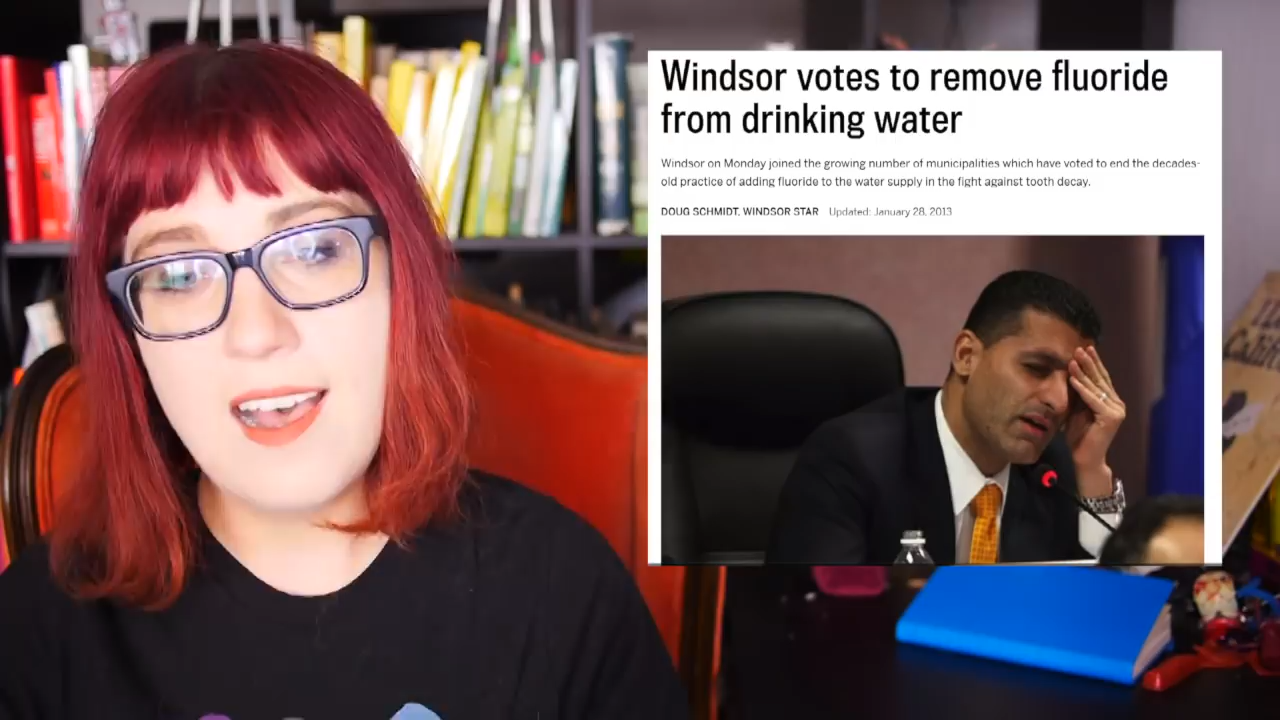 Windsor votes to remove fluoride
from drinking water
Windsor on Monday joined the growing number of municipalities which have voted to end the decades-
old practice of adding fluoride to the water supply in the fight against tooth decay.
DOUG SCHMIDT, WINDSOR STAR Updated: January 28, 2013